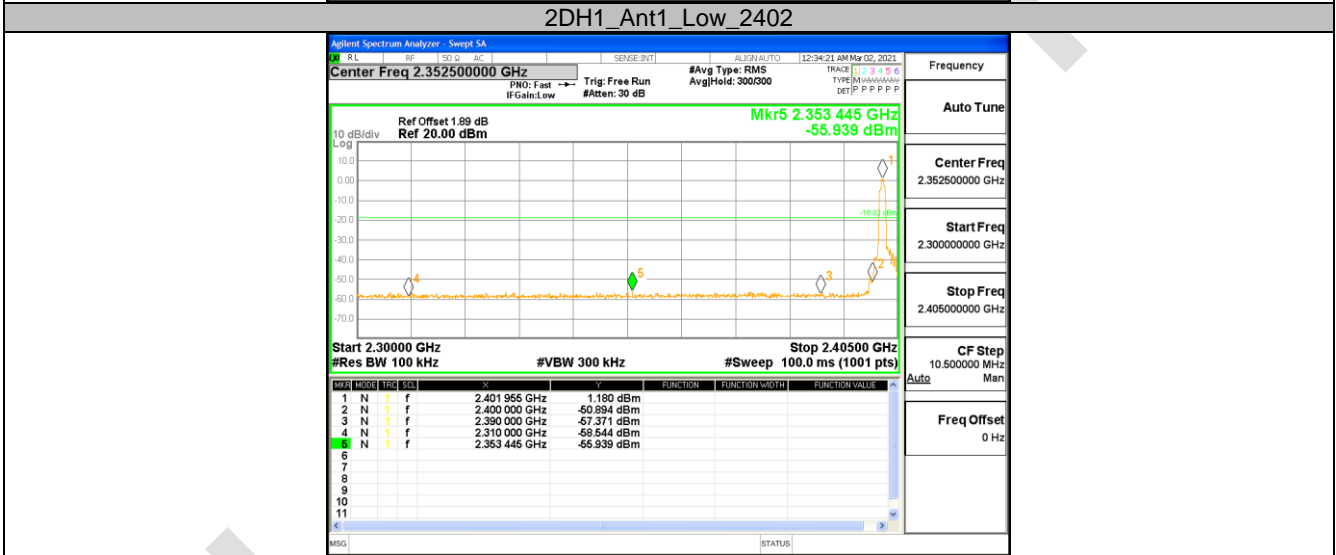 2DH1_Ant1_Low_2402
Agilent Spectrum Analyzer - Swept SA
RL RF 50 Ω AC SENSE:INT ALIGN AUTO 12:34:21 AM Mar 02, 2021
Center Freq 2.352500000 GHz
PNO: Fast
IFGain:Low
Trig: Free Run
#Atten: 30 dB
#Avg Type: RMS
Avg|Hold: 300/300
TRACE 1 2 3 4 5 6
TYPE M
DET P P P P P P
Mkr5 2.353 445 GHz
-55.939 dBm
Ref Offset 1.89 dB
10 dB/div Ref 20.00 dBm
Log
10.0
0.00
-10.0
-20.0
-30.0
-40.0
-50.0
-60.0
-70.0
-18.82 dBm
1
2
3
4
5
Start 2.30000 GHz Stop 2.40500 GHz
#Res BW 100 kHz #VBW 300 kHz #Sweep 100.0 ms (1001 pts)
MKR MODE TRC SCL X Y FUNCTION FUNCTION WIDTH FUNCTION VALUE
1 N 1 f 2.401 955 GHz 1.180 dBm
2 N 1 f 2.400 000 GHz -50.894 dBm
3 N 1 f 2.390 000 GHz -57.371 dBm
4 N 1 f 2.310 000 GHz -58.544 dBm
5 N 1 f 2.353 445 GHz -55.939 dBm
6
7
8
9
10
11
MSG STATUS
Frequency
Auto Tune
Center Freq
2.352500000 GHz
Start Freq
2.300000000 GHz
Stop Freq
2.405000000 GHz
CF Step
10.500000 MHz
Auto Man
Freq Offset
0 Hz